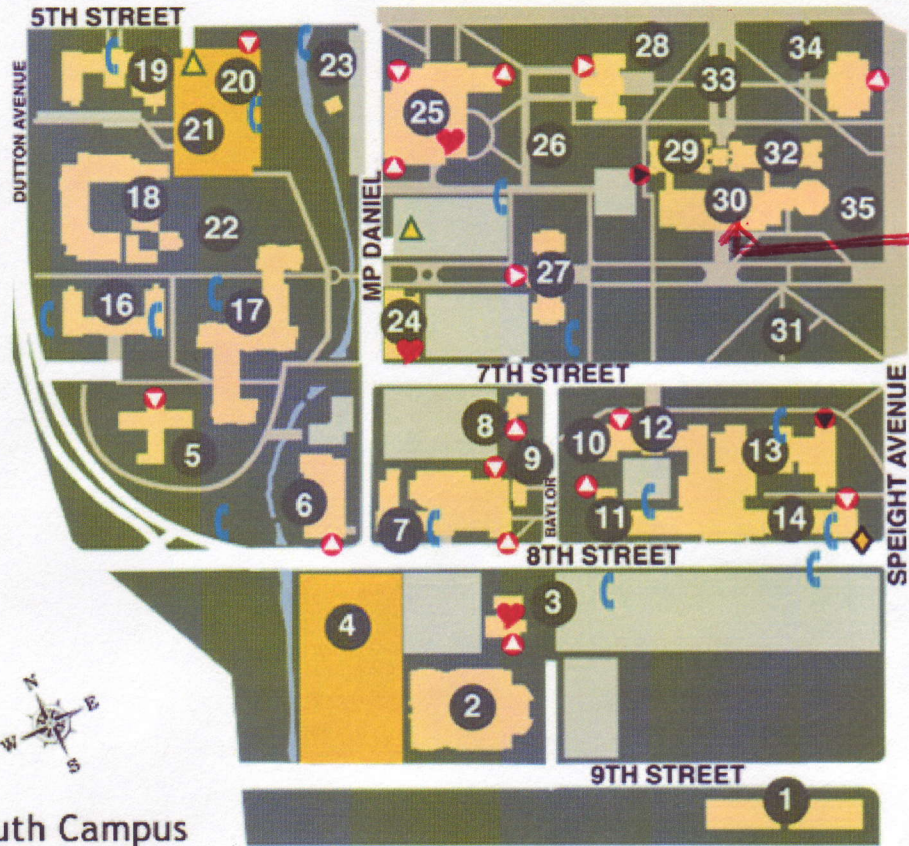 5TH STREET
28
34
19
20
23
33
DUTTON AVENUE
21
25
26
29
32
18
30
35
22
MP DANIEL
27
16
17
24
31
7TH STREET
SPEIGHT AVENUE
8
10
12
13
5
9
6
7
BAYLOR
11
14
8TH STREET
3
4
N
E
W
S
2
9TH STREET
1
uth Campus